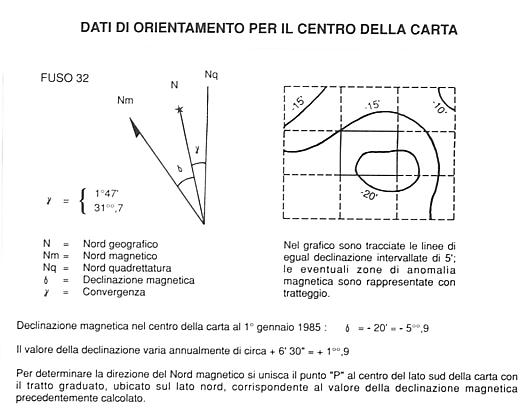 DATI DI ORIENTAMENTO PER IL CENTRO DELLA CARTA
FUSO 32
Nq
N
Nm
γ
δ
γ = { 1°47'
31°°,7
-15'
-15'
-10'
-20'
N = Nord geografico
Nm = Nord magnetico
Nq = Nord quadrettatura
δ = Declinazione magnetica
γ = Convergenza
Nel grafico sono tracciate le linee di
egual declinazione intervallate di 5';
le eventuali zone di anomalia
magnetica sono rappresentate con
tratteggio.
Declinazione magnetica nel centro della carta al 1° gennaio 1985 : δ = - 20' = - 5°°,9
Il valore della declinazione varia annualmente di circa + 6' 30" = + 1°°,9
Per determinare la direzione del Nord magnetico si unisca il punto "P" al centro del lato sud della carta con
il tratto graduato, ubicato sul lato nord, corrispondente al valore della declinazione magnetica
precedentemente calcolato.